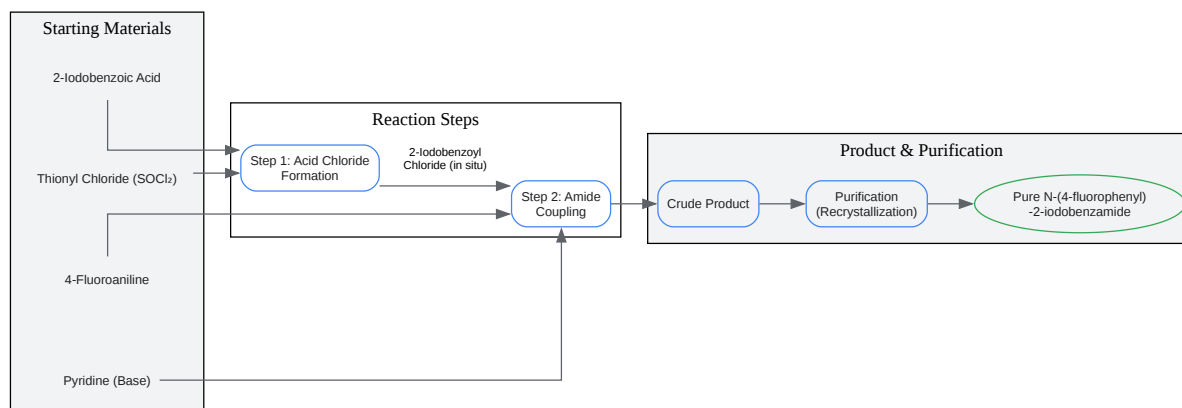 Starting Materials
2-Iodobenzoic Acid
Thionyl Chloride (SOCl₂)
4-Fluoroaniline
Pyridine (Base)
Reaction Steps
Step 1: Acid Chloride
Formation
2-Iodobenzoyl
Chloride (in situ)
Step 2: Amide
Coupling
Product & Purification
Crude Product
Purification
(Recrystallization)
Pure N-(4-fluorophenyl)
-2-iodobenzamide